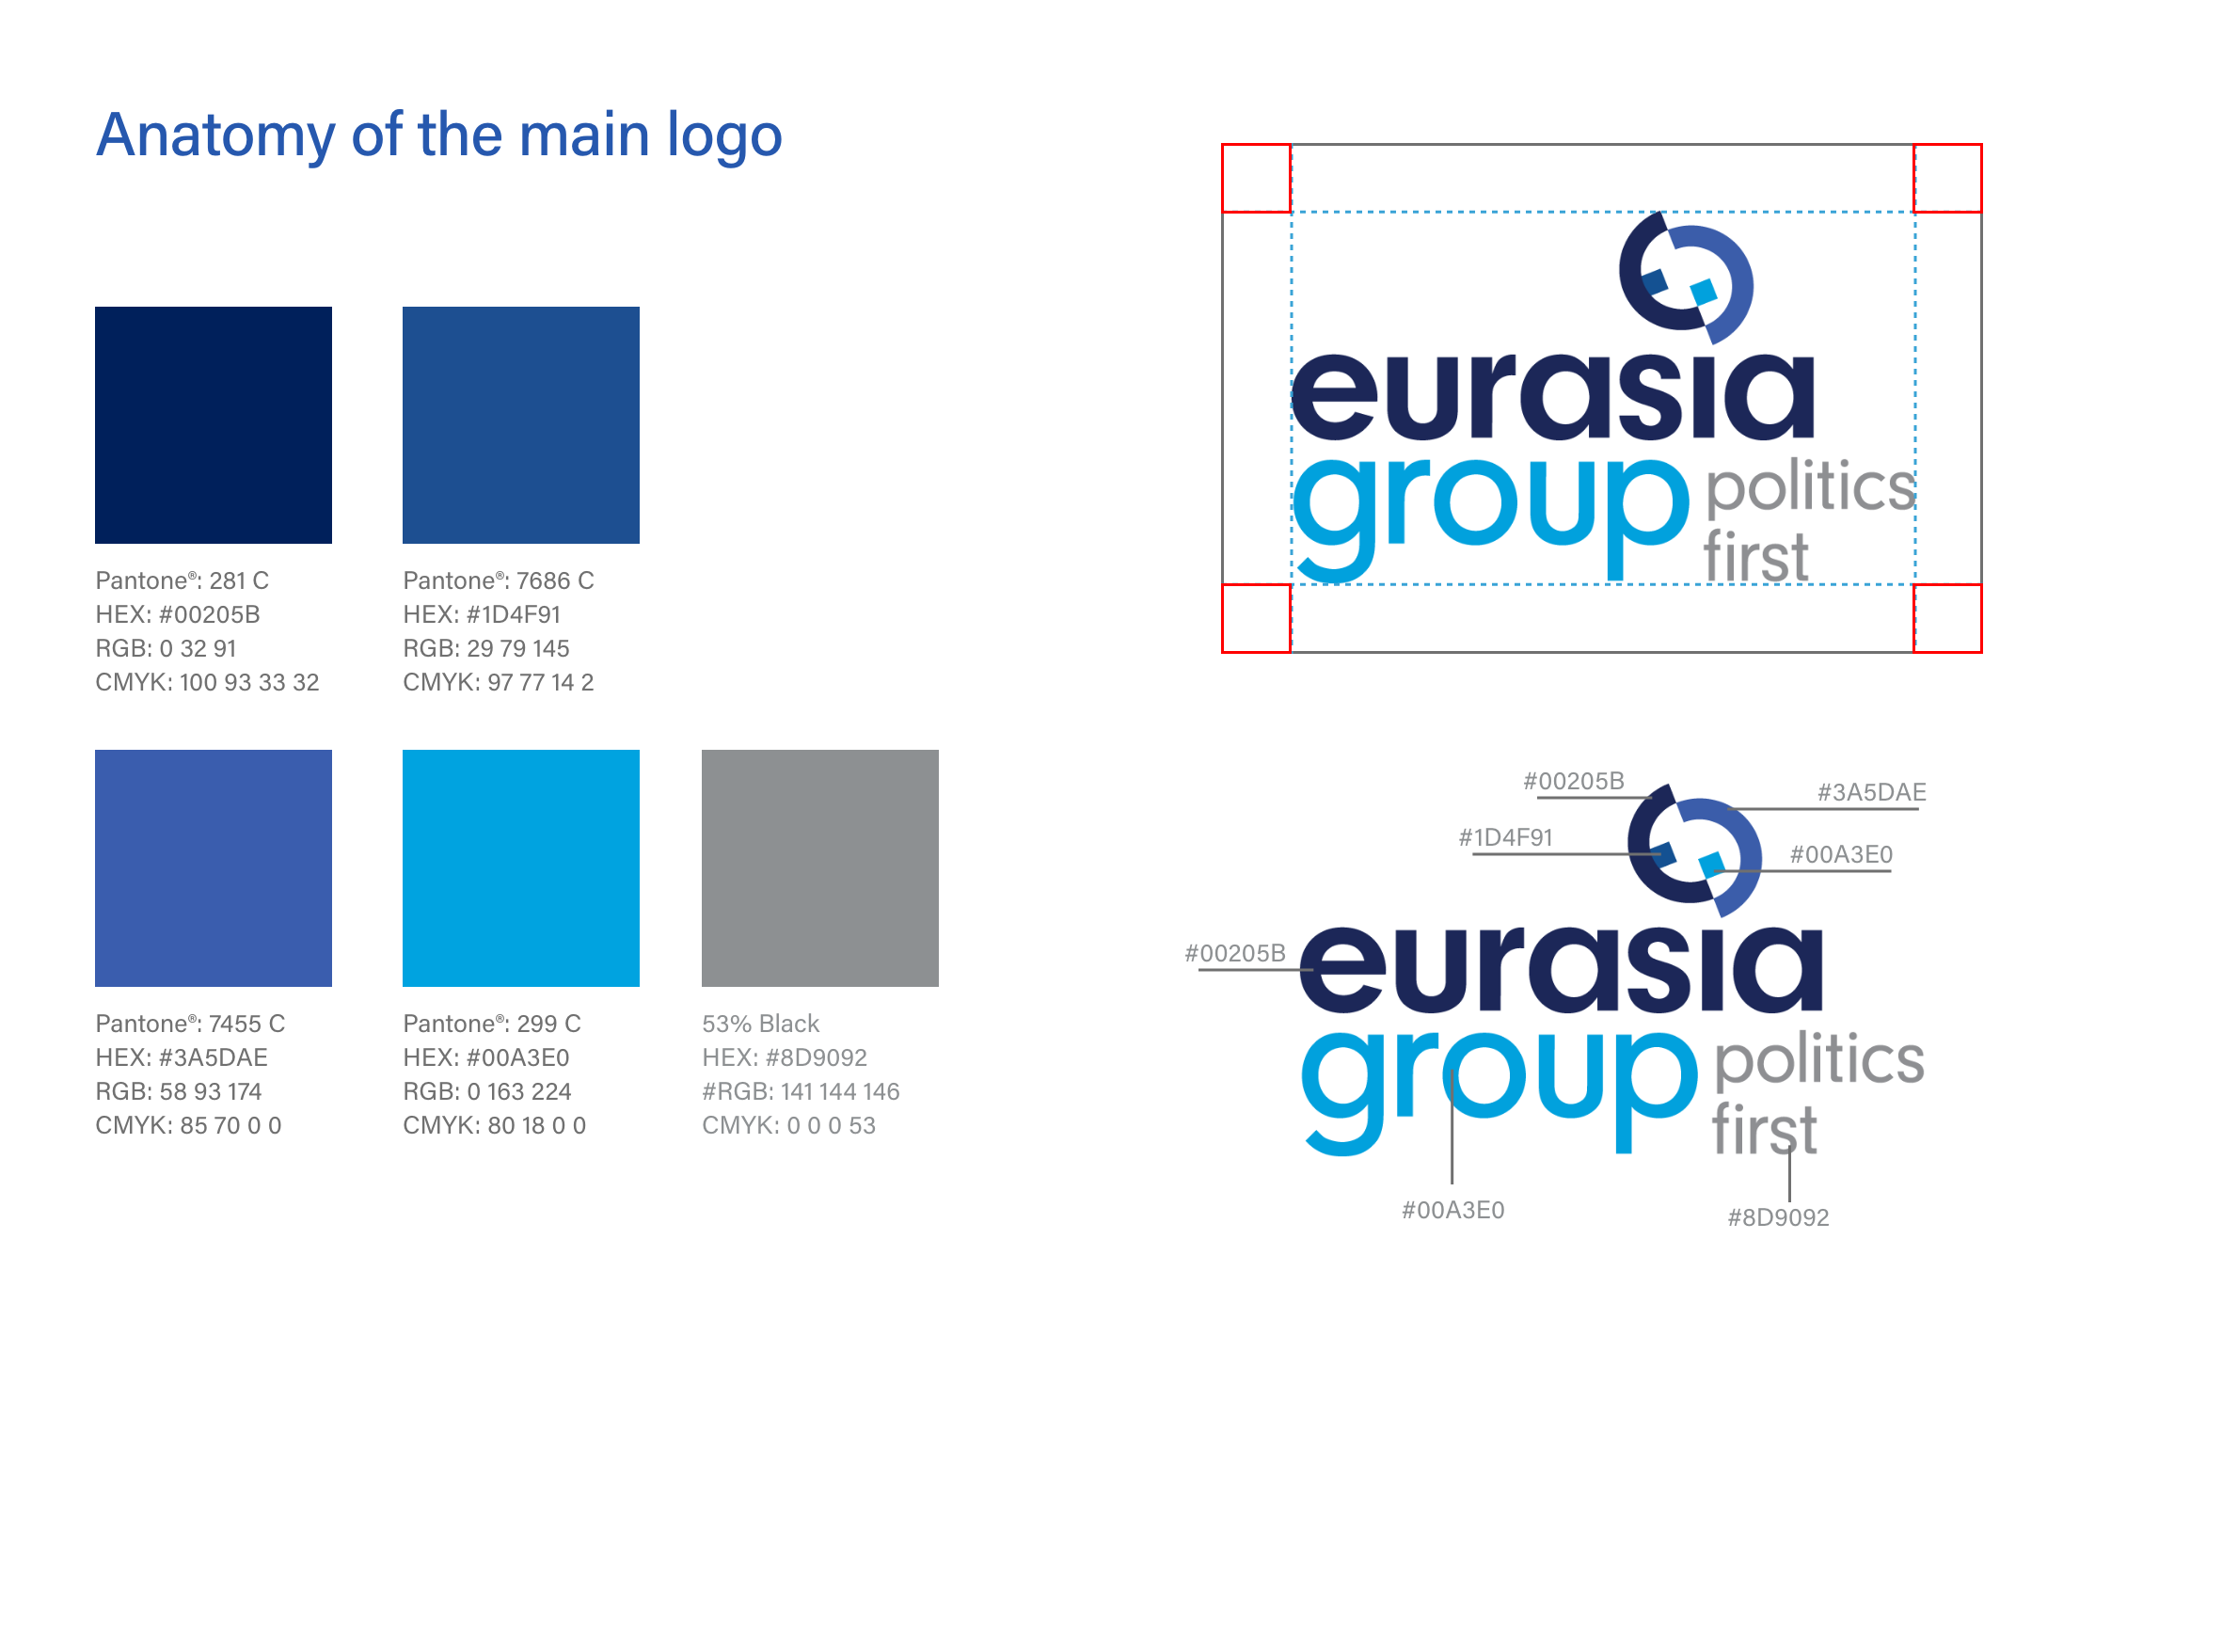 Anatomy of the main logo
Pantone®: 281 C
HEX: #00205B
RGB: 0 32 91
CMYK: 100 93 33 32
Pantone®: 7686 C
HEX: #1D4F91
RGB: 29 79 145
CMYK: 97 77 14 2
Pantone®: 7455 C
HEX: #3A5DAE
RGB: 58 93 174
CMYK: 85 70 0 0
Pantone®: 299 C
HEX: #00A3E0
RGB: 0 163 224
CMYK: 80 18 0 0
53% Black
HEX: #8D9092
#RGB: 141 144 146
CMYK: 0 0 0 53
eurasia
group
politics
first
#00205B
#3A5DAE
#1D4F91
#00A3E0
#00205B
eurasia
group
politics
first
#00A3E0
#8D9092